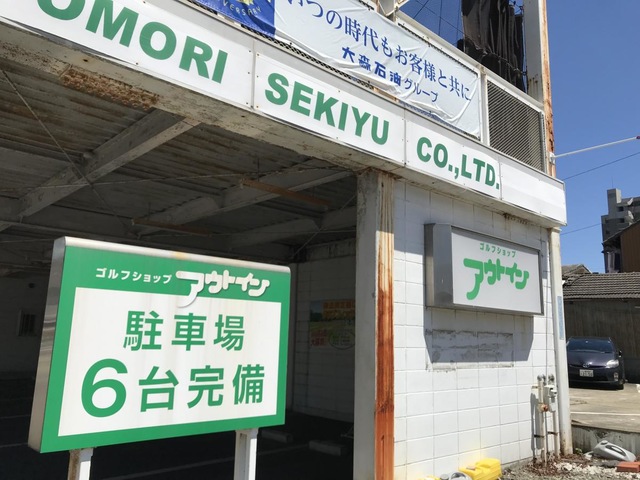 いつの時代もお客様と共に
大森石油グループ
OMORI SEKIYU CO.,LTD.
ゴルフショップ
アウトイン
ゴルフショップ アウトイン
駐車場
6台完備